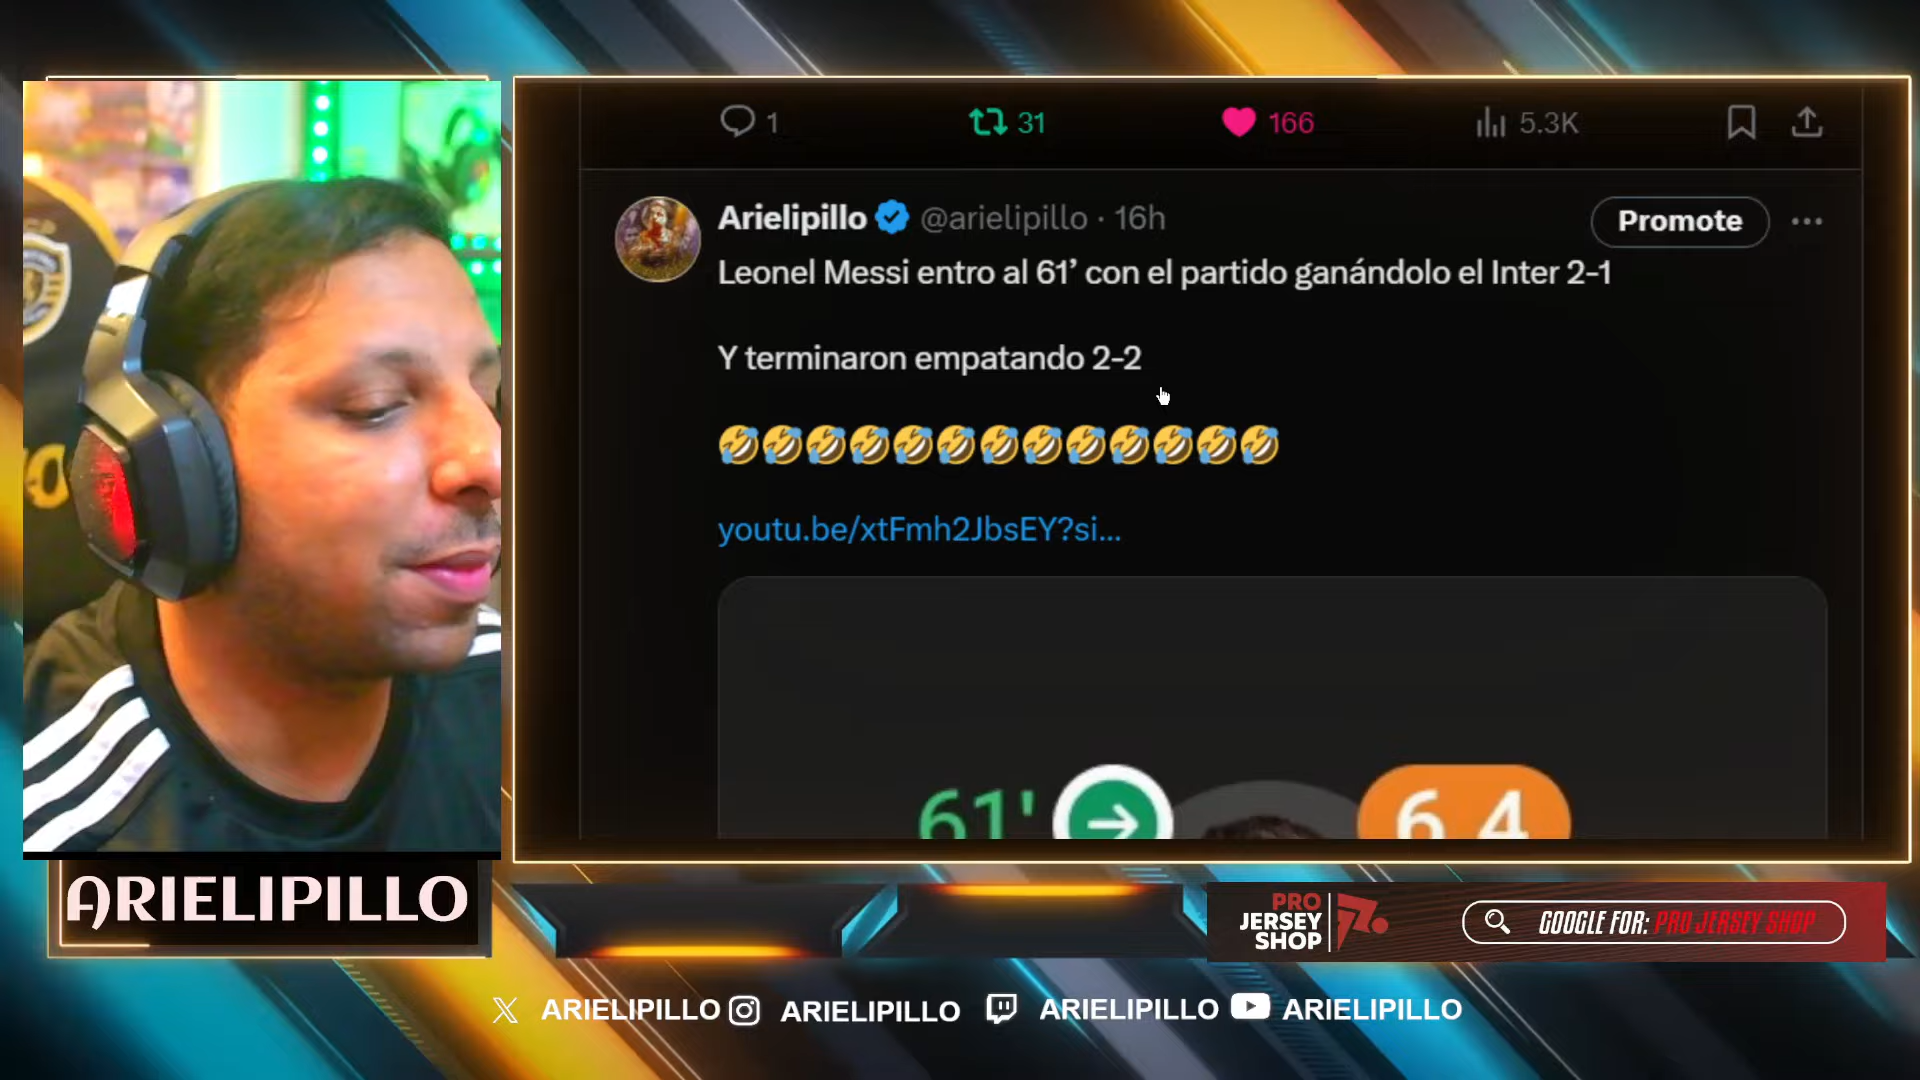 1
31
166
5.3K
Arielipillo @arielipillo · 16h
Promote
Leonel Messi entro al 61’ con el partido ganándolo el Inter 2-1
Y terminaron empatando 2-2
🤣🤣🤣🤣🤣🤣🤣🤣🤣🤣🤣🤣🤣
youtu.be/xtFmh2JbsEY?si...
61'
6.4
ARIELIPILLO
PRO
JERSEY
SHOP
GOOGLE FOR: PRO JERSEY SHOP
ARIELIPILLO ARIELIPILLO ARIELIPILLO ARIELIPILLO